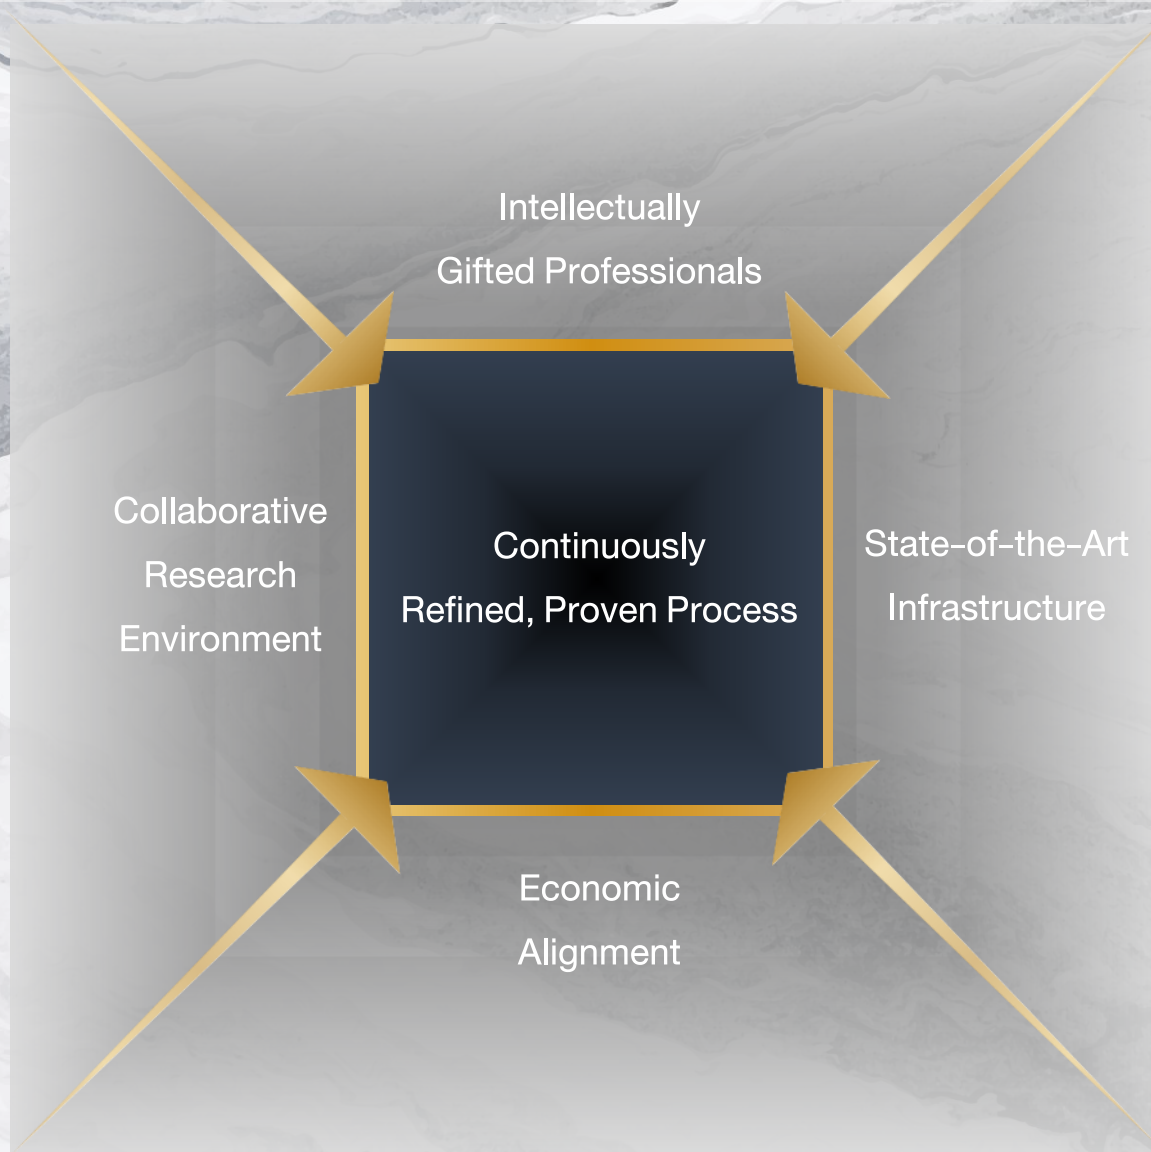 Intellectually
Gifted Professionals
Collaborative
Research
Environment
Continuously
Refined, Proven Process
State-of-the-Art
Infrastructure
Economic
Alignment